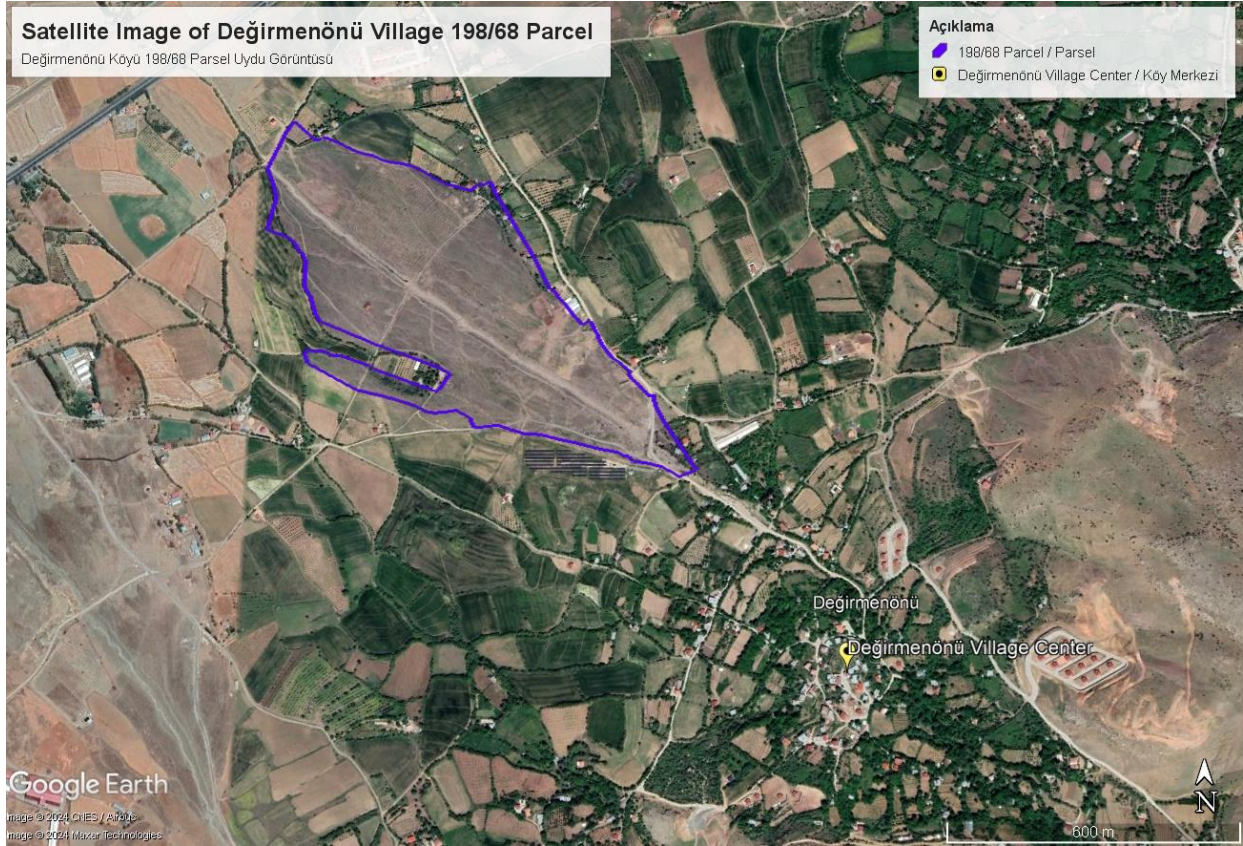 Satellite Image of Değirmenönü Village 198/68 Parcel
Değirmenönü Köyü 198/68 Parsel Uydu Görüntüsü
Açıklama
198/68 Parcel / Parsel
Değirmenönü Village Center / Köy Merkezi
Değirmenönü
Değirmenönü Village Center
Google Earth
Image © 2024 CNES / Airbus
Image © 2024 Maxar Technologies
N
600 m